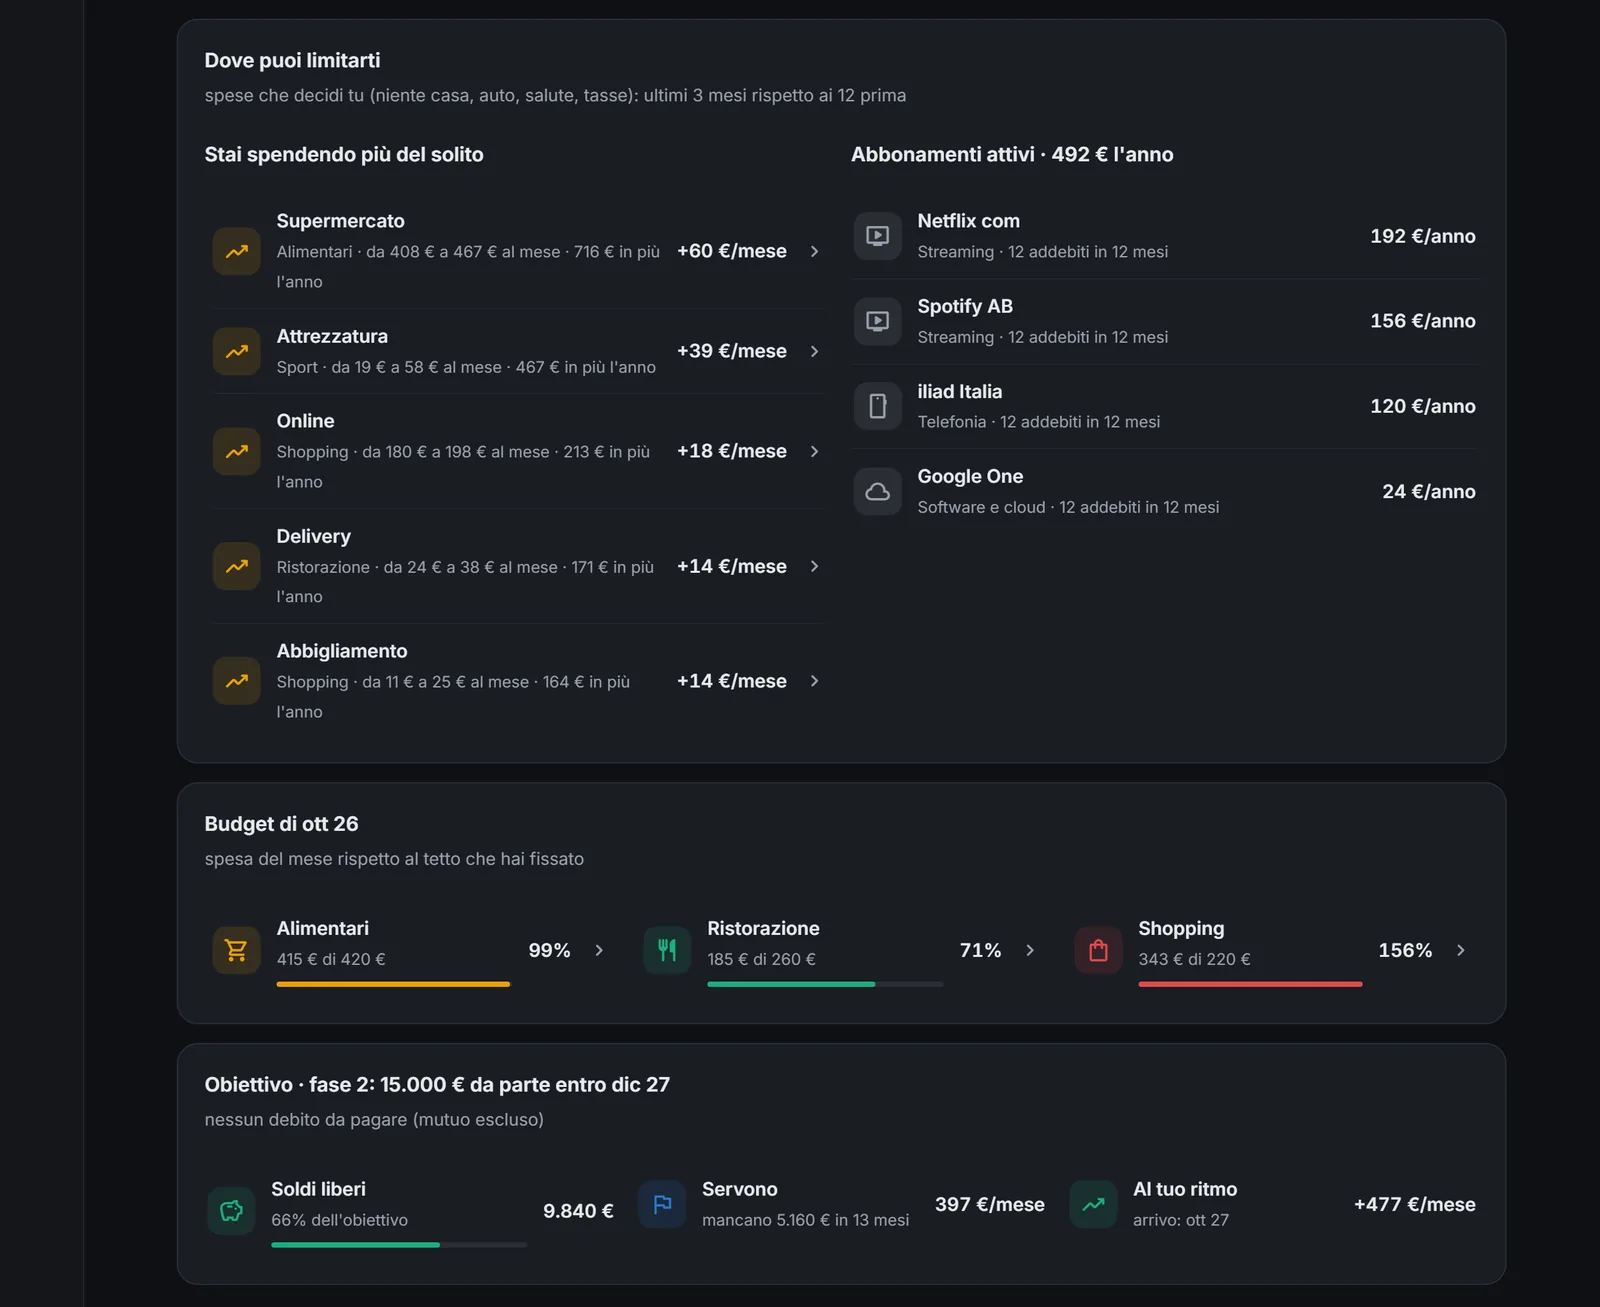 Dove puoi limitarti
spese che decidi tu (niente casa, auto, salute, tasse): ultimi 3 mesi rispetto ai 12 prima
Stai spendendo più del solito
Supermercato
Alimentari · da 408 € a 467 € al mese · 716 € in più
l'anno
+60 €/mese
Attrezzatura
Sport · da 19 € a 58 € al mese · 467 € in più l'anno
+39 €/mese
Online
Shopping · da 180 € a 198 € al mese · 213 € in più
l'anno
+18 €/mese
Delivery
Ristorazione · da 24 € a 38 € al mese · 171 € in più
l'anno
+14 €/mese
Abbigliamento
Shopping · da 11 € a 25 € al mese · 164 € in più
l'anno
+14 €/mese
Abbonamenti attivi · 492 € l'anno
Netflix com
Streaming · 12 addebiti in 12 mesi
192 €/anno
Spotify AB
Streaming · 12 addebiti in 12 mesi
156 €/anno
iliad Italia
Telefonia · 12 addebiti in 12 mesi
120 €/anno
Google One
Software e cloud · 12 addebiti in 12 mesi
24 €/anno
Budget di ott 26
spesa del mese rispetto al tetto che hai fissato
Alimentari
415 € di 420 €
99%
Ristorazione
185 € di 260 €
71%
Shopping
343 € di 220 €
156%
Obiettivo · fase 2: 15.000 € da parte entro dic 27
nessun debito da pagare (mutuo escluso)
Soldi liberi
66% dell'obiettivo
9.840 €
Servono
mancano 5.160 € in 13 mesi
397 €/mese
Al tuo ritmo
arrivo: ott 27
+477 €/mese